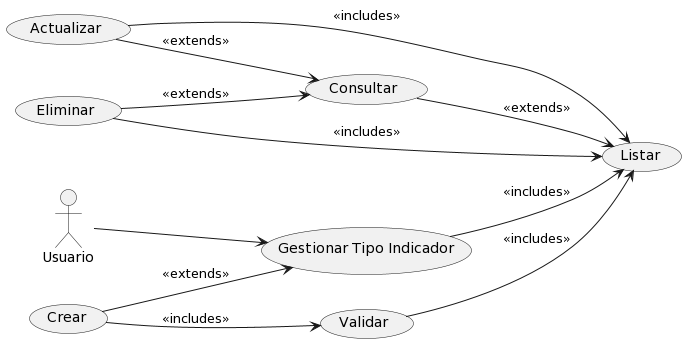 «includes»
Actualizar
«extends»
Consultar
«extends»
Eliminar
«extends»
«includes»
Listar
«includes»
Usuario
Gestionar Tipo Indicador
«includes»
«extends»
Crear
«includes»
Validar